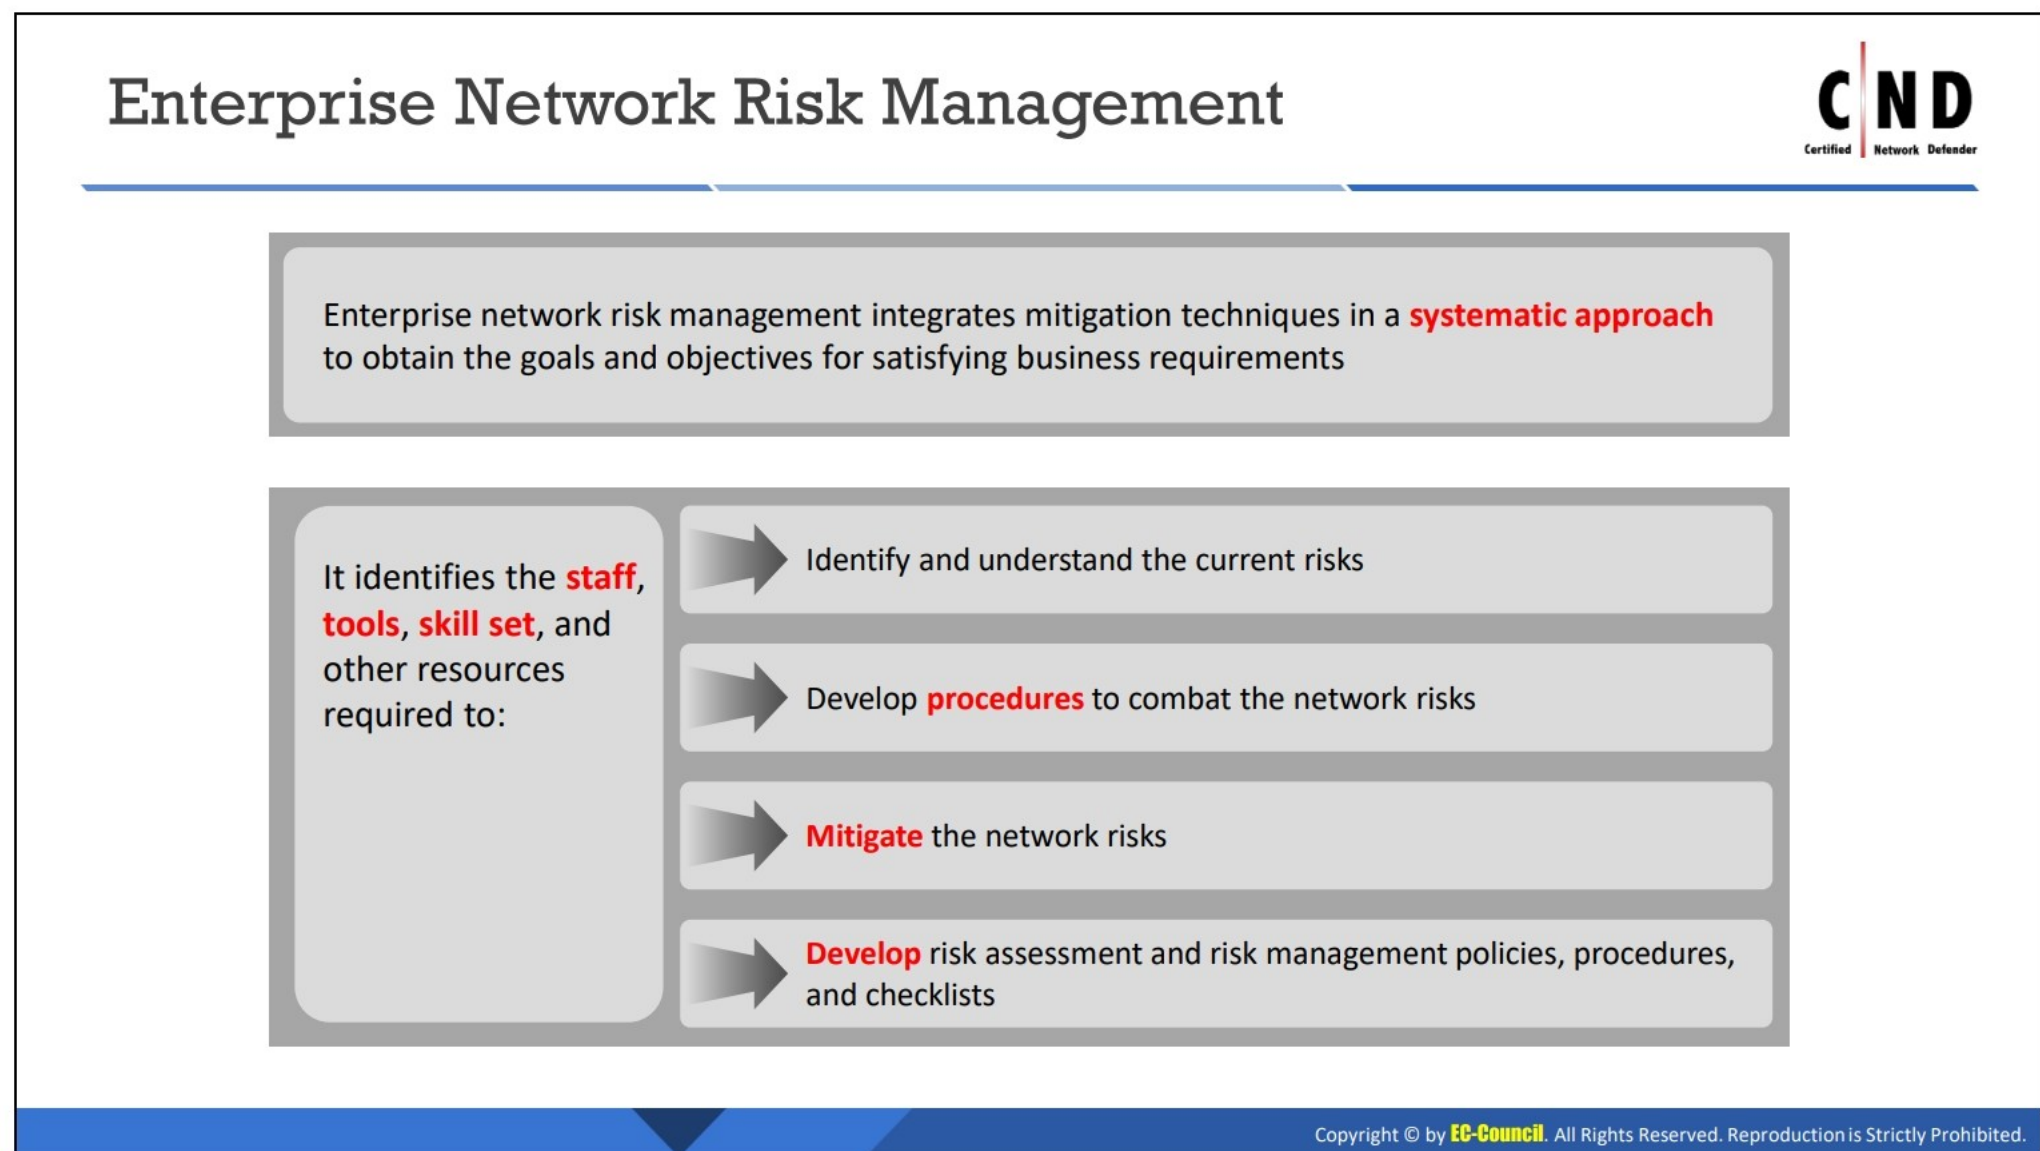 Enterprise Network Risk Management
C ND
Certified Network Defender
Enterprise network risk management integrates mitigation techniques in a systematic approach
to obtain the goals and objectives for satisfying business requirements
It identifies the staff,
tools, skill set, and
other resources
required to:
Identify and understand the current risks
Develop procedures to combat the network risks
Mitigate the network risks
Develop risk assessment and risk management policies, procedures,
and checklists
Copyright © by EC-Council. All Rights Reserved. Reproduction is Strictly Prohibited.